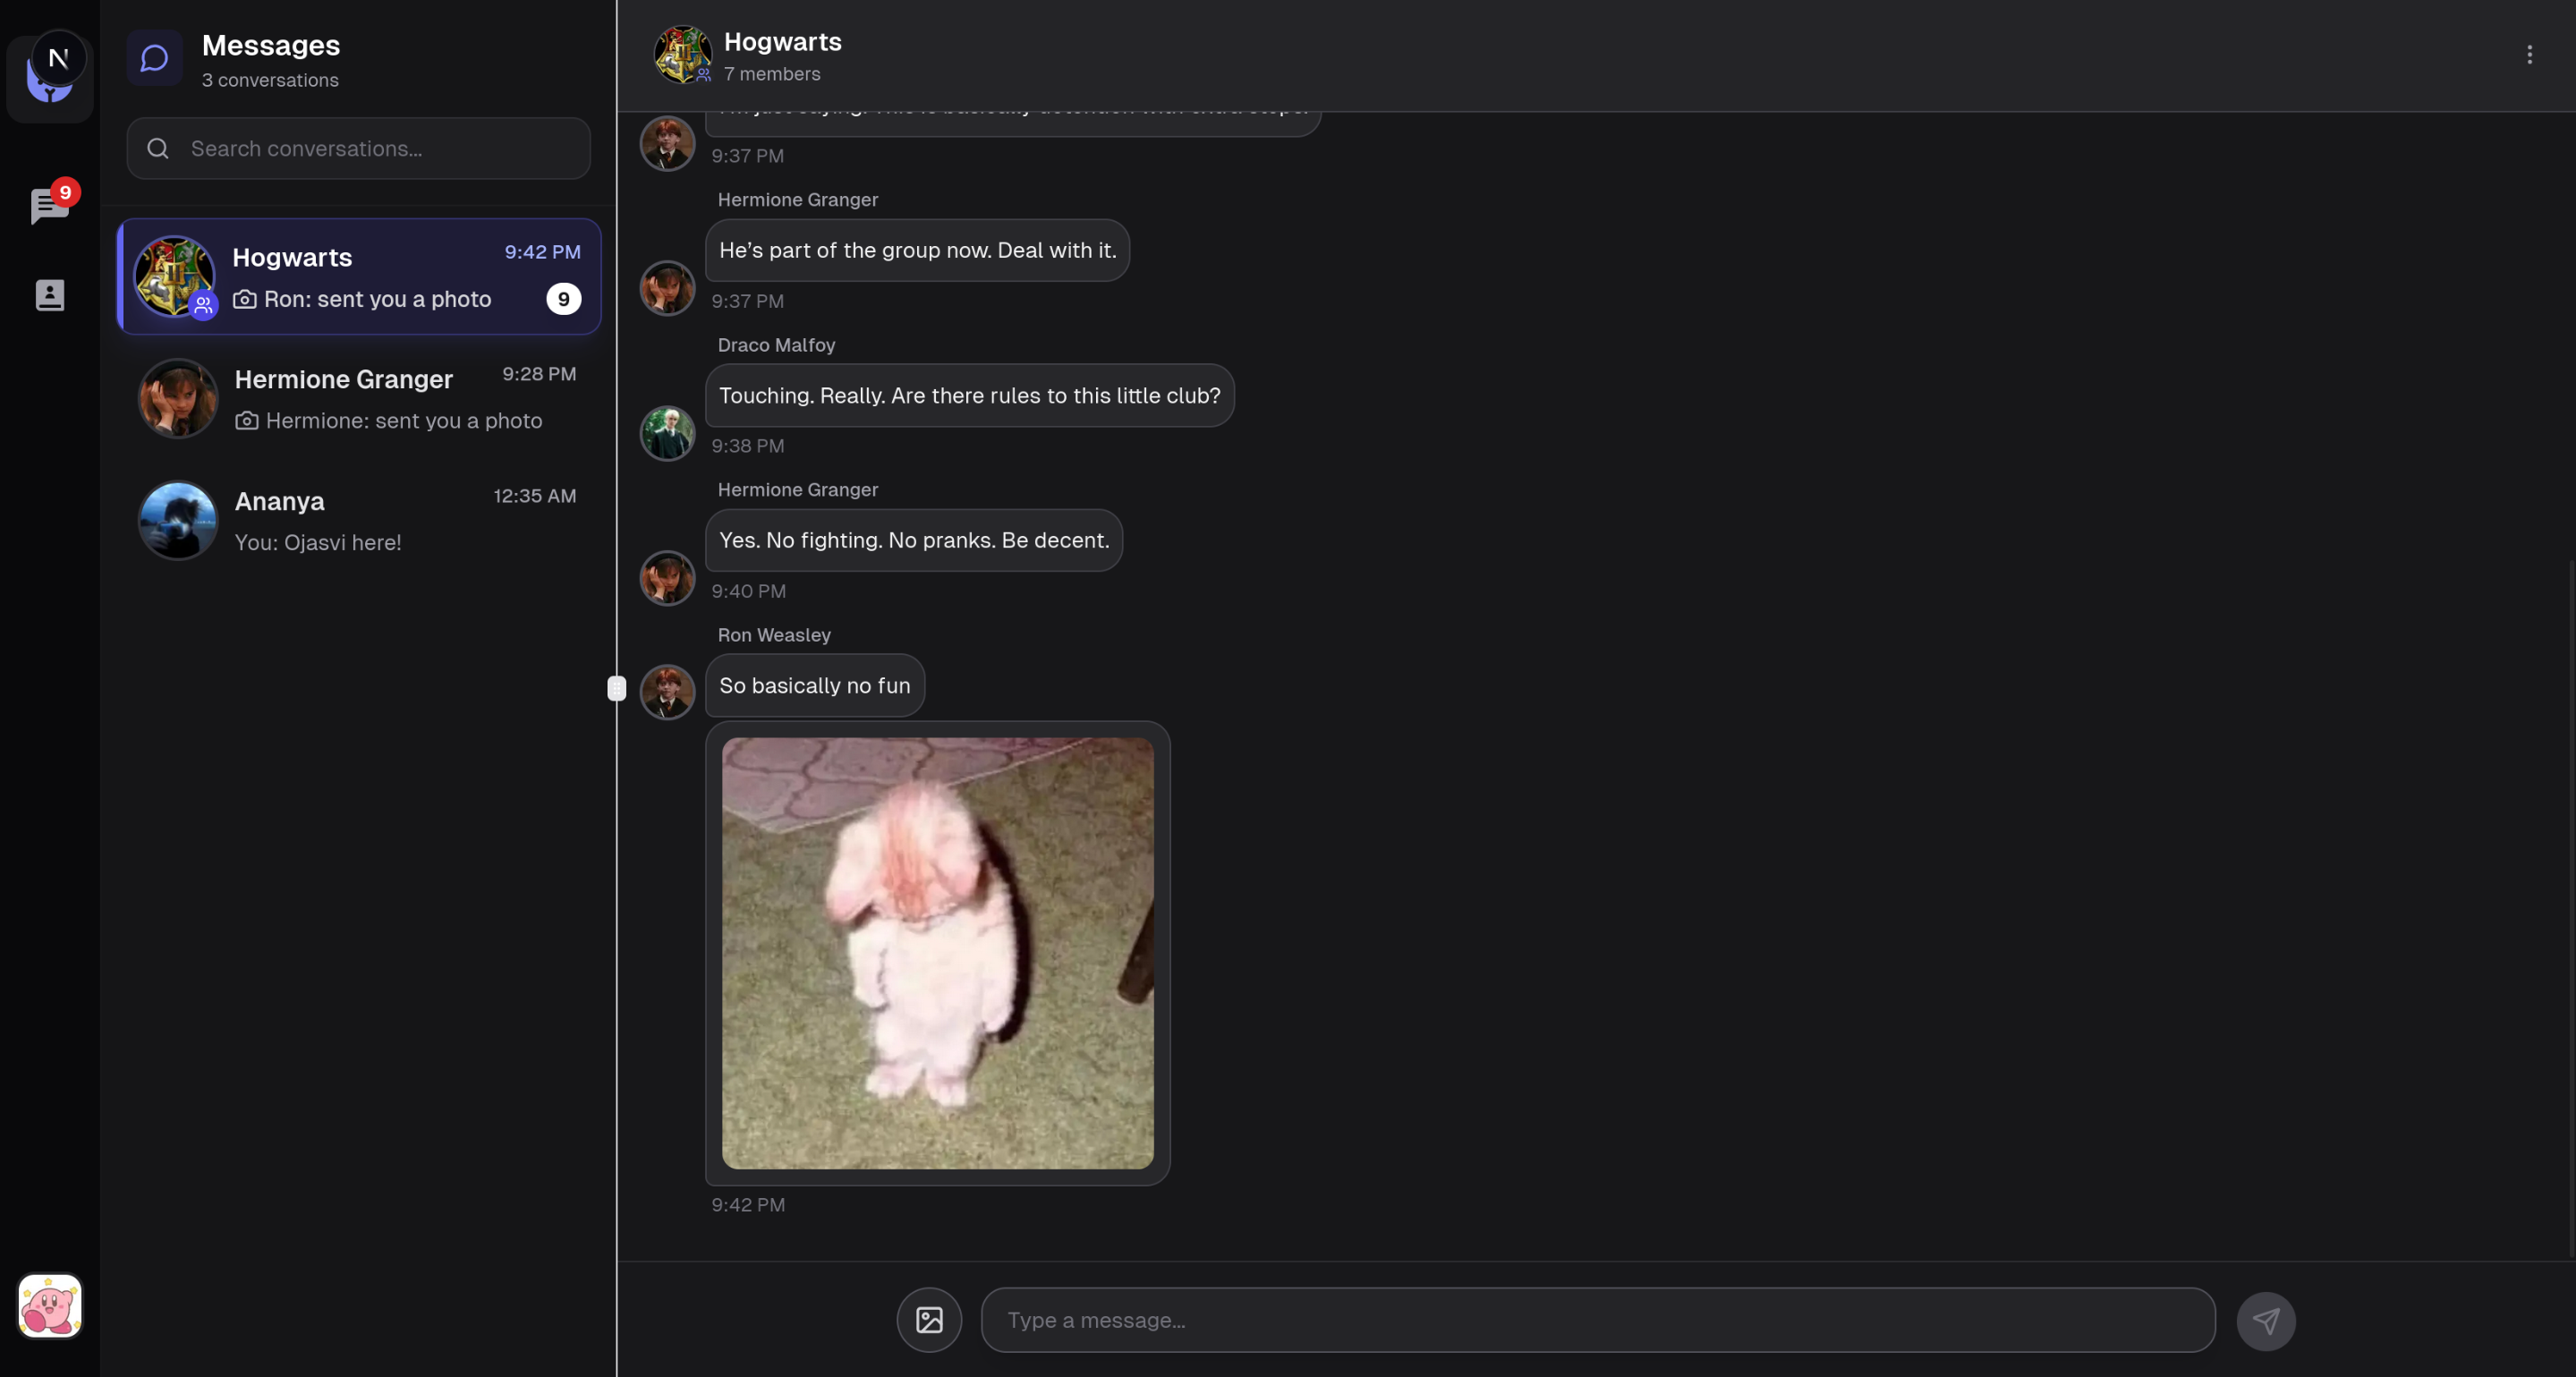 N
Messages
3 conversations
Search conversations...
9
Hogwarts
9:42 PM
Ron: sent you a photo
9
Hermione Granger
9:28 PM
Hermione: sent you a photo
Ananya
12:35 AM
You: Ojasvi here!
Hogwarts
7 members
9:37 PM
Hermione Granger
He’s part of the group now. Deal with it.
9:37 PM
Draco Malfoy
Touching. Really. Are there rules to this little club?
9:38 PM
Hermione Granger
Yes. No fighting. No pranks. Be decent.
9:40 PM
Ron Weasley
So basically no fun
9:42 PM
Type a message...